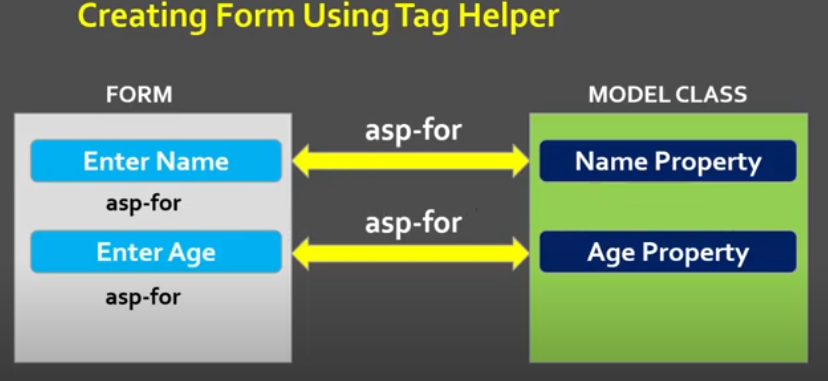 Creating Form Using Tag Helper
FORM
MODEL CLASS
asp-for
Enter Name
Name Property
asp-for
asp-for
Enter Age
Age Property
asp-for